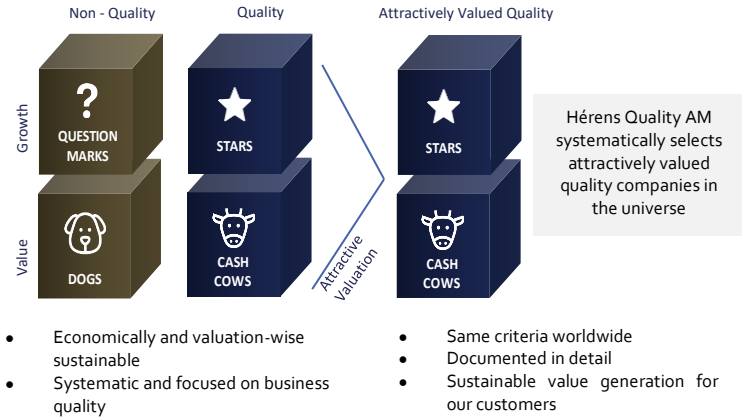 Non - Quality
Quality
Attractively Valued Quality
Growth
?
QUESTION
MARKS
STARS
STARS
Hérens Quality AM
systematically selects
attractively valued
quality companies in
the universe
Value
DOGS
CASH
COWS
Attractive
Valuation
CASH
COWS
• Economically and valuation-wise
sustainable
• Systematic and focused on business
quality
• Same criteria worldwide
• Documented in detail
• Sustainable value generation for
our customers